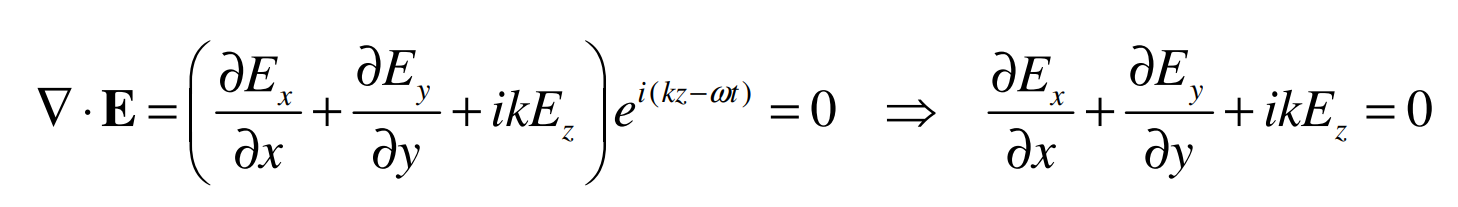 ∇ · 𝐄 = ( ∂E_x/∂x + ∂E_y/∂y + ikE_z ) e^{i(kz−ωt)} = 0 ⇒ ∂E_x/∂x + ∂E_y/∂y + ikE_z = 0